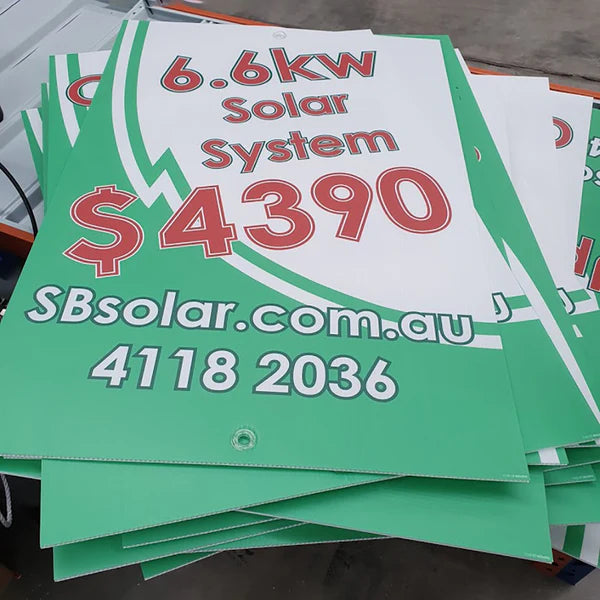 6.6kw
Solar
System
$4390
SBsolar.com.au
4118 2036